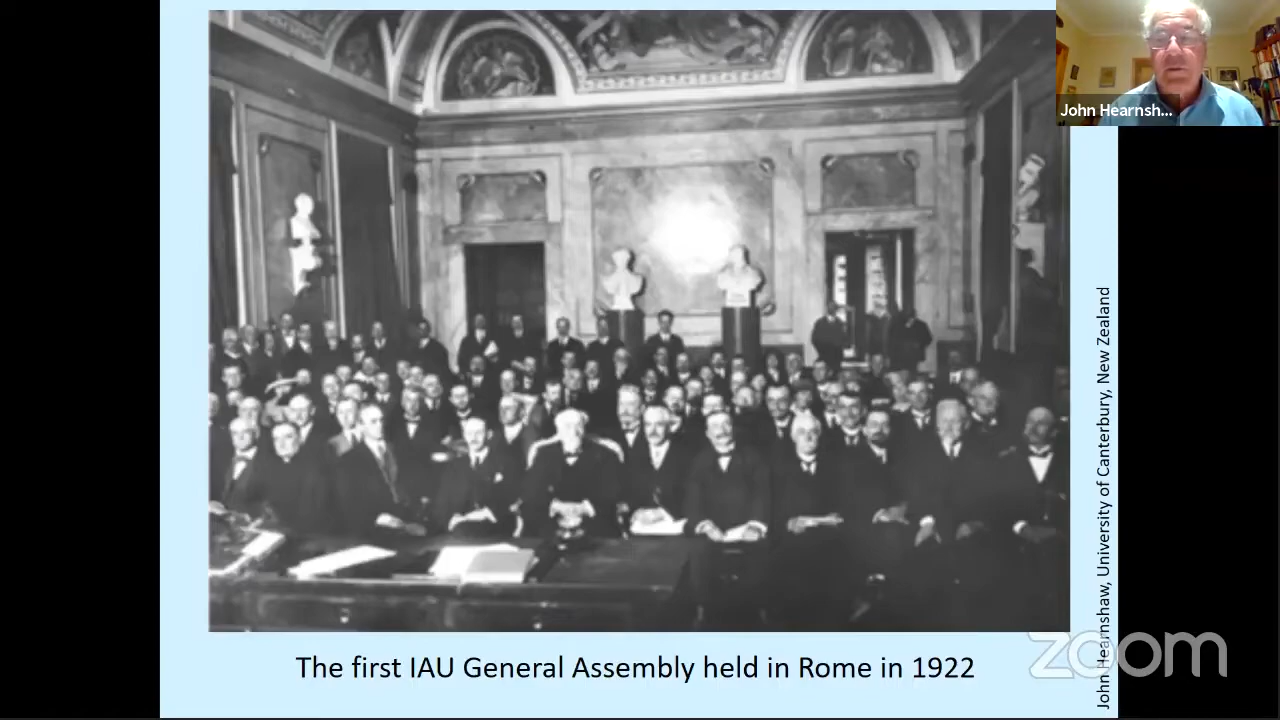 John Hearnsh...
John Hearnshaw, University of Canterbury, New Zealand
The first IAU General Assembly held in Rome in 1922
zoom